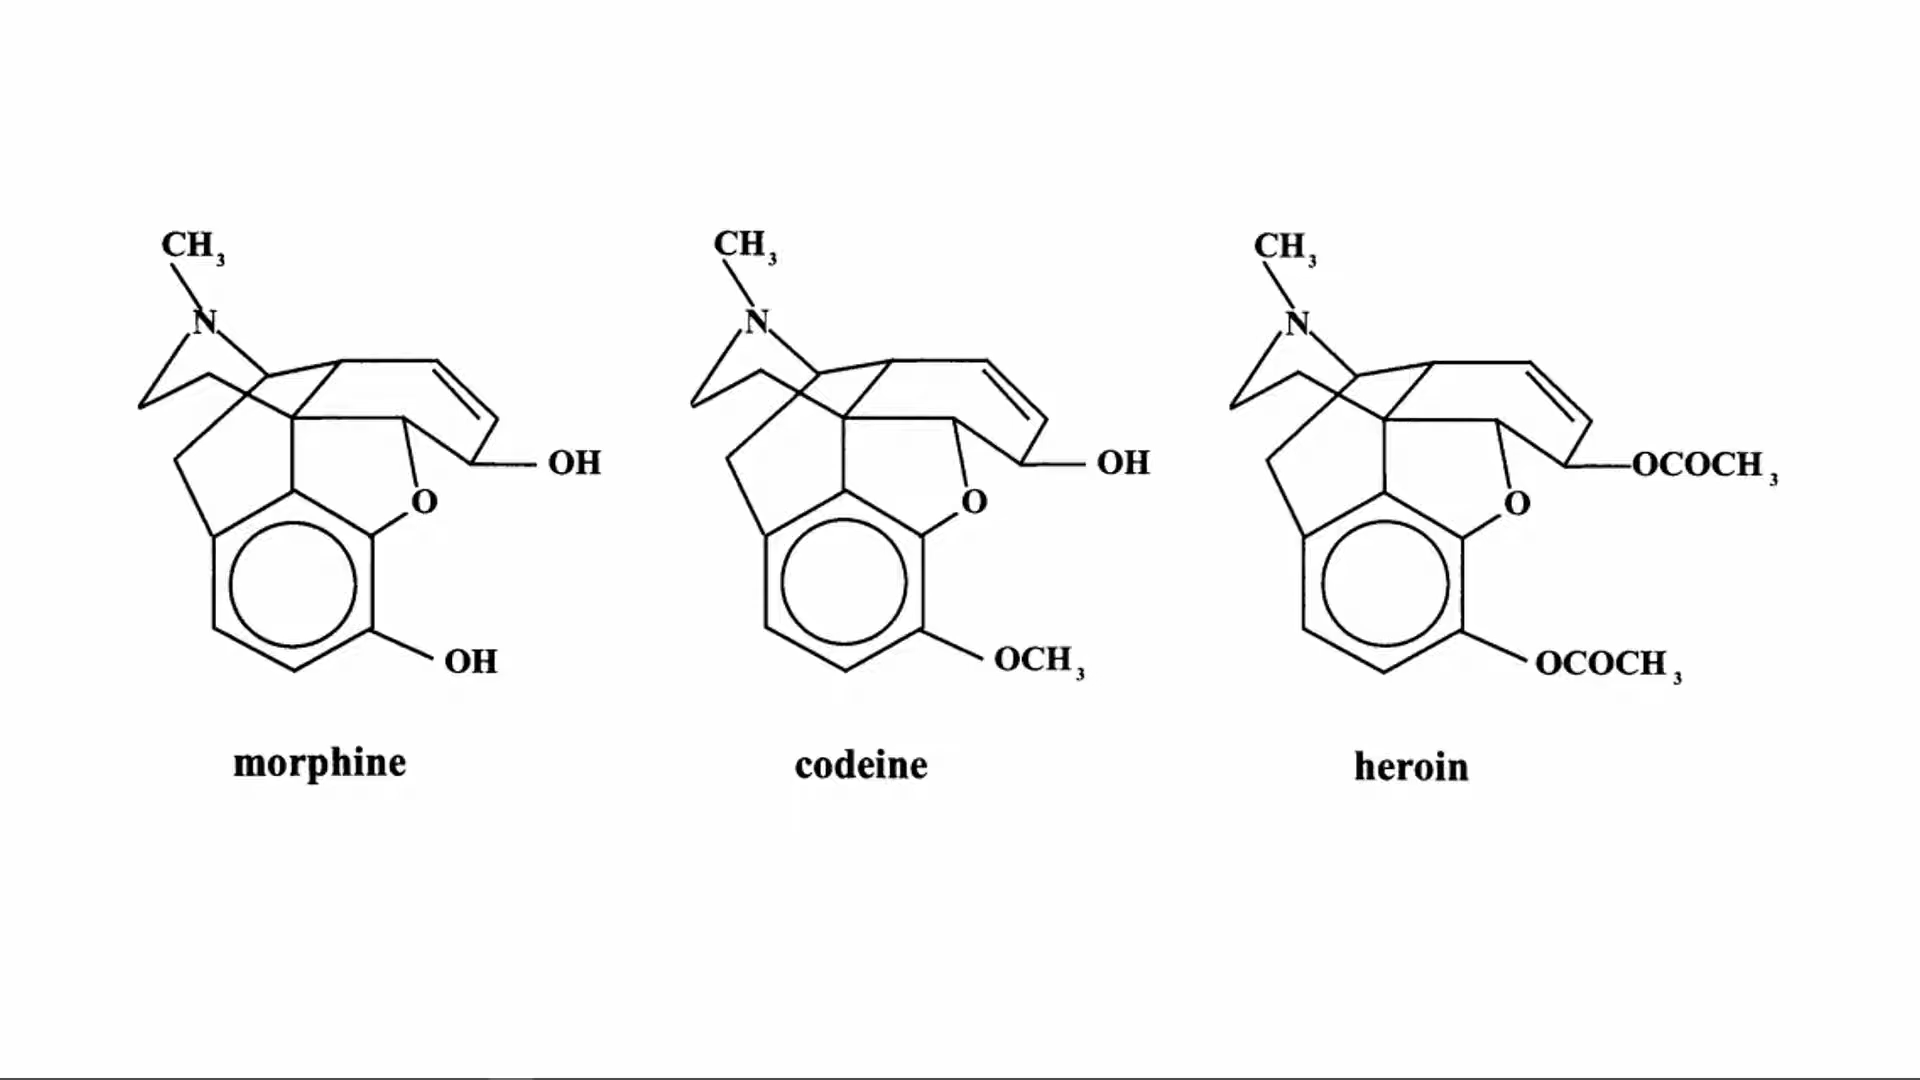 CH₃ CH₃ CH₃
N N N
OH OH OCOCH₃
O O O
OH OCH₃ OCOCH₃
morphine codeine heroin